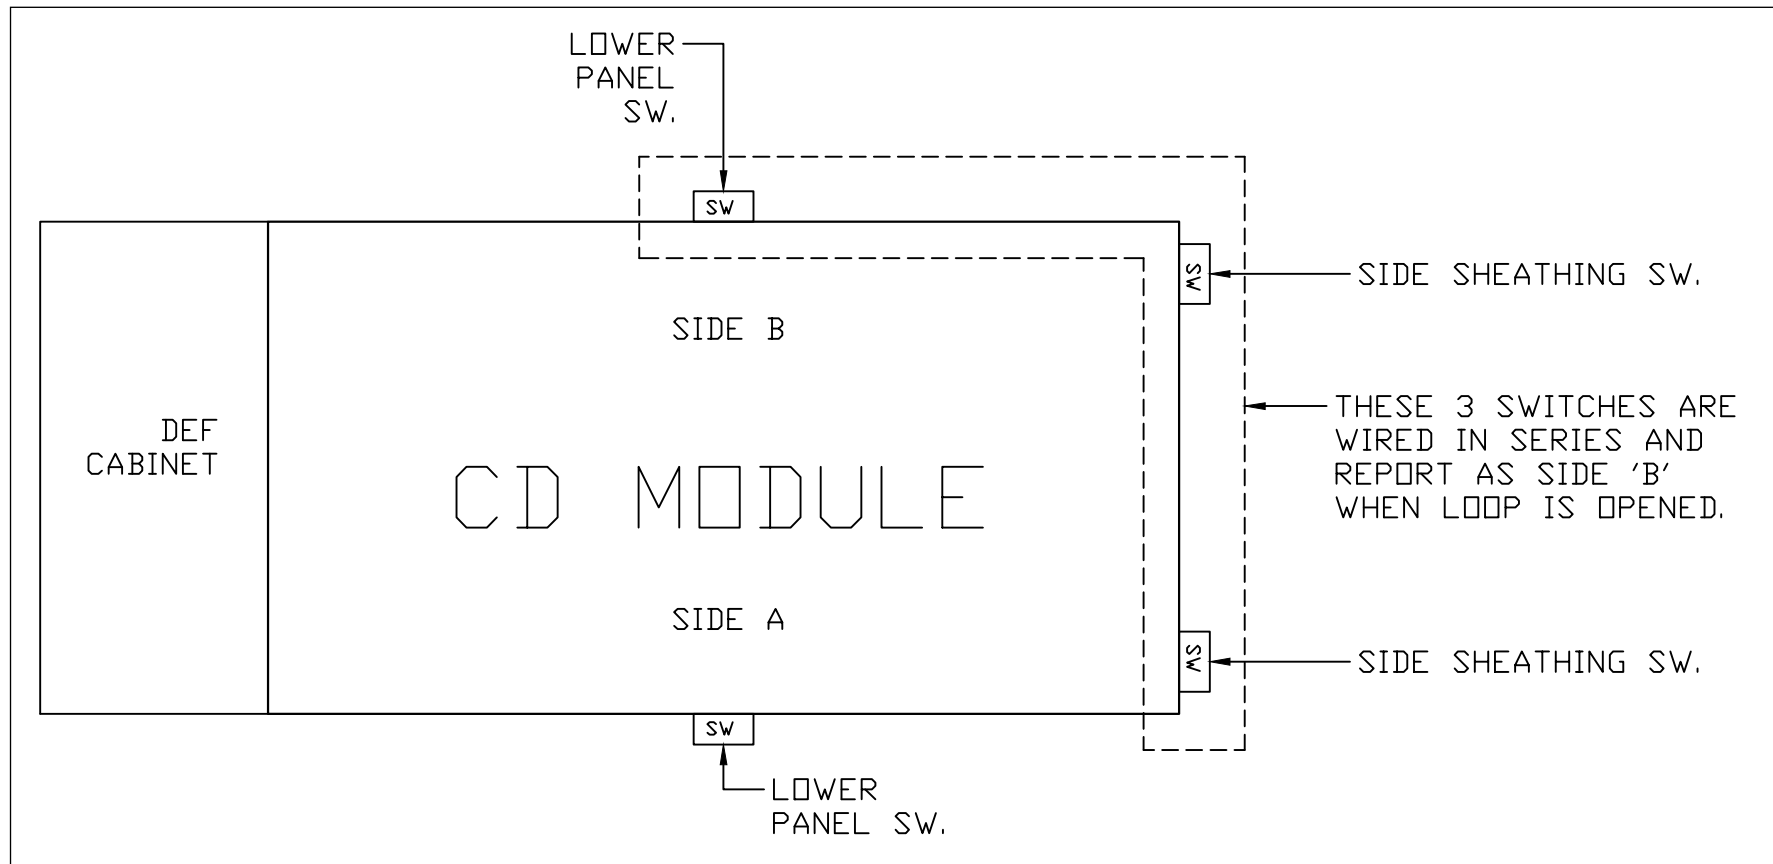 LOWER
PANEL
SW.
SW
SW
SIDE SHEATHING SW.
SIDE B
THESE 3 SWITCHES ARE
WIRED IN SERIES AND
REPORT AS SIDE 'B'
WHEN LOOP IS OPENED.
DEF
CABINET
CD MODULE
SIDE A
SW
SIDE SHEATHING SW.
SW
LOWER
PANEL SW.